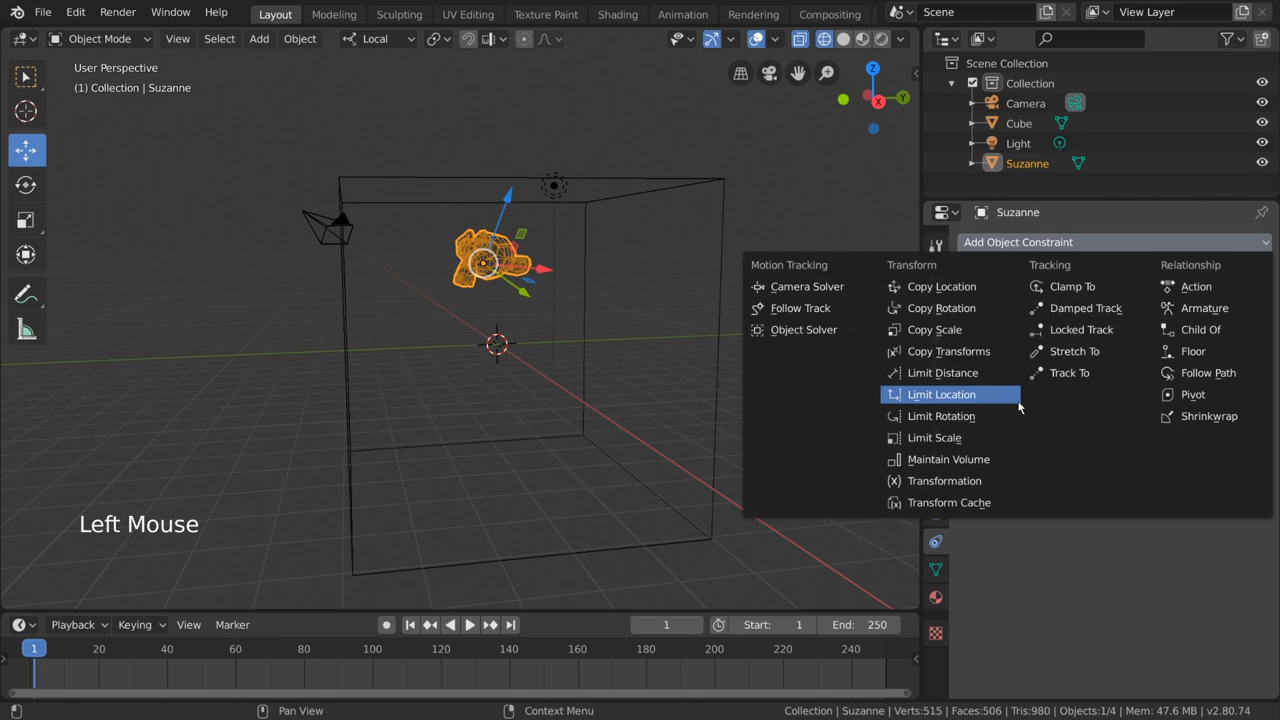 File Edit Render Window Help Layout Modeling Sculpting UV Editing Texture Paint Shading Animation Rendering Compositing Scene View Layer
Object Mode View Select Add Object Local
User Perspective
(1) Collection | Suzanne
Z
Y
X
Scene Collection
Collection
Camera
Cube
Light
Suzanne
Suzanne
Add Object Constraint
Motion Tracking Transform Tracking Relationship
Camera Solver Copy Location Clamp To Action
Follow Track Copy Rotation Damped Track Armature
Object Solver Copy Scale Locked Track Child Of
Copy Transforms Stretch To Floor
Limit Distance Track To Follow Path
Limit Location Pivot
Limit Rotation Shrinkwrap
Limit Scale
Maintain Volume
Transformation
Transform Cache
Left Mouse
Playback Keying View Marker 1 Start: 1 End: 250
1 20 40 60 80 100 120 140 160 180 200 220 240
Pan View Context Menu Collection | Suzanne | Verts:515 | Faces:506 | Tris:980 | Objects:1/4 | Mem: 47.6 MB | v2.80.74